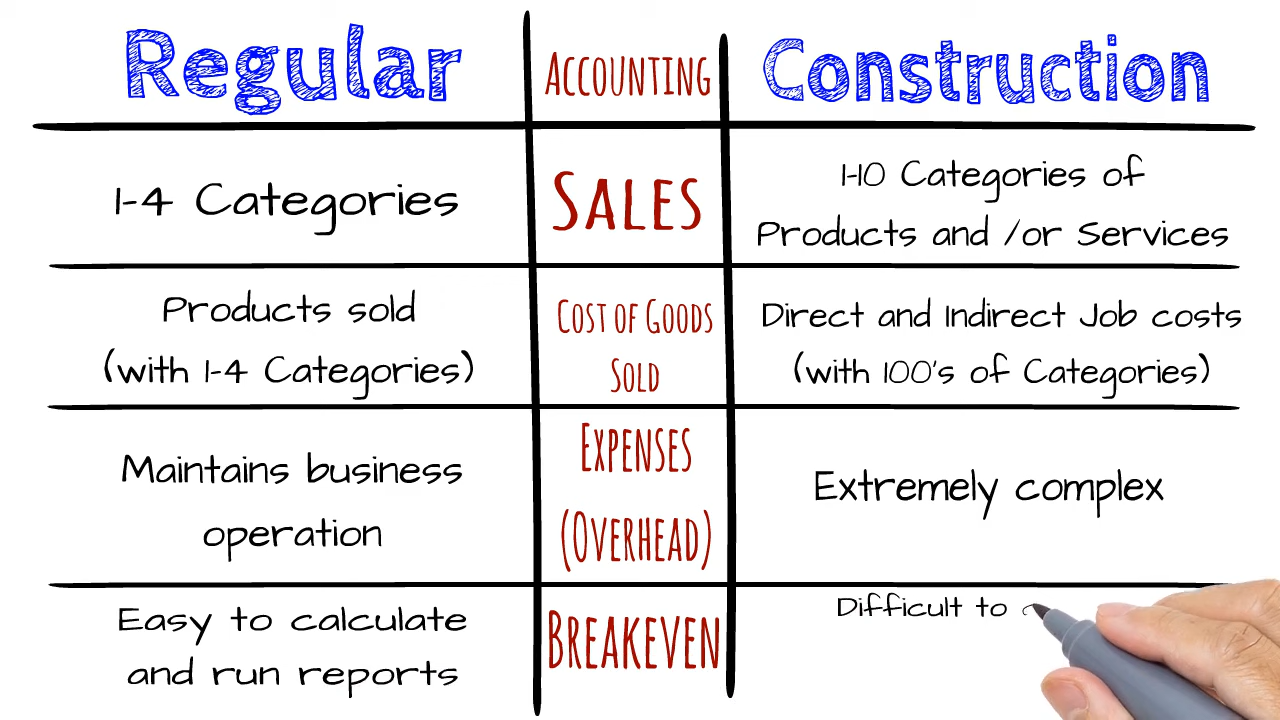 Regular
Accounting
Construction
1-4 Categories
Sales
1-10 Categories of
Products and /or Services
Products sold
(with 1-4 Categories)
Cost of Goods
Sold
Direct and Indirect Job costs
(with 100's of Categories)
Maintains business
operation
Expenses
(Overhead)
Extremely complex
Easy to calculate
and run reports
Breakeven
Difficult to